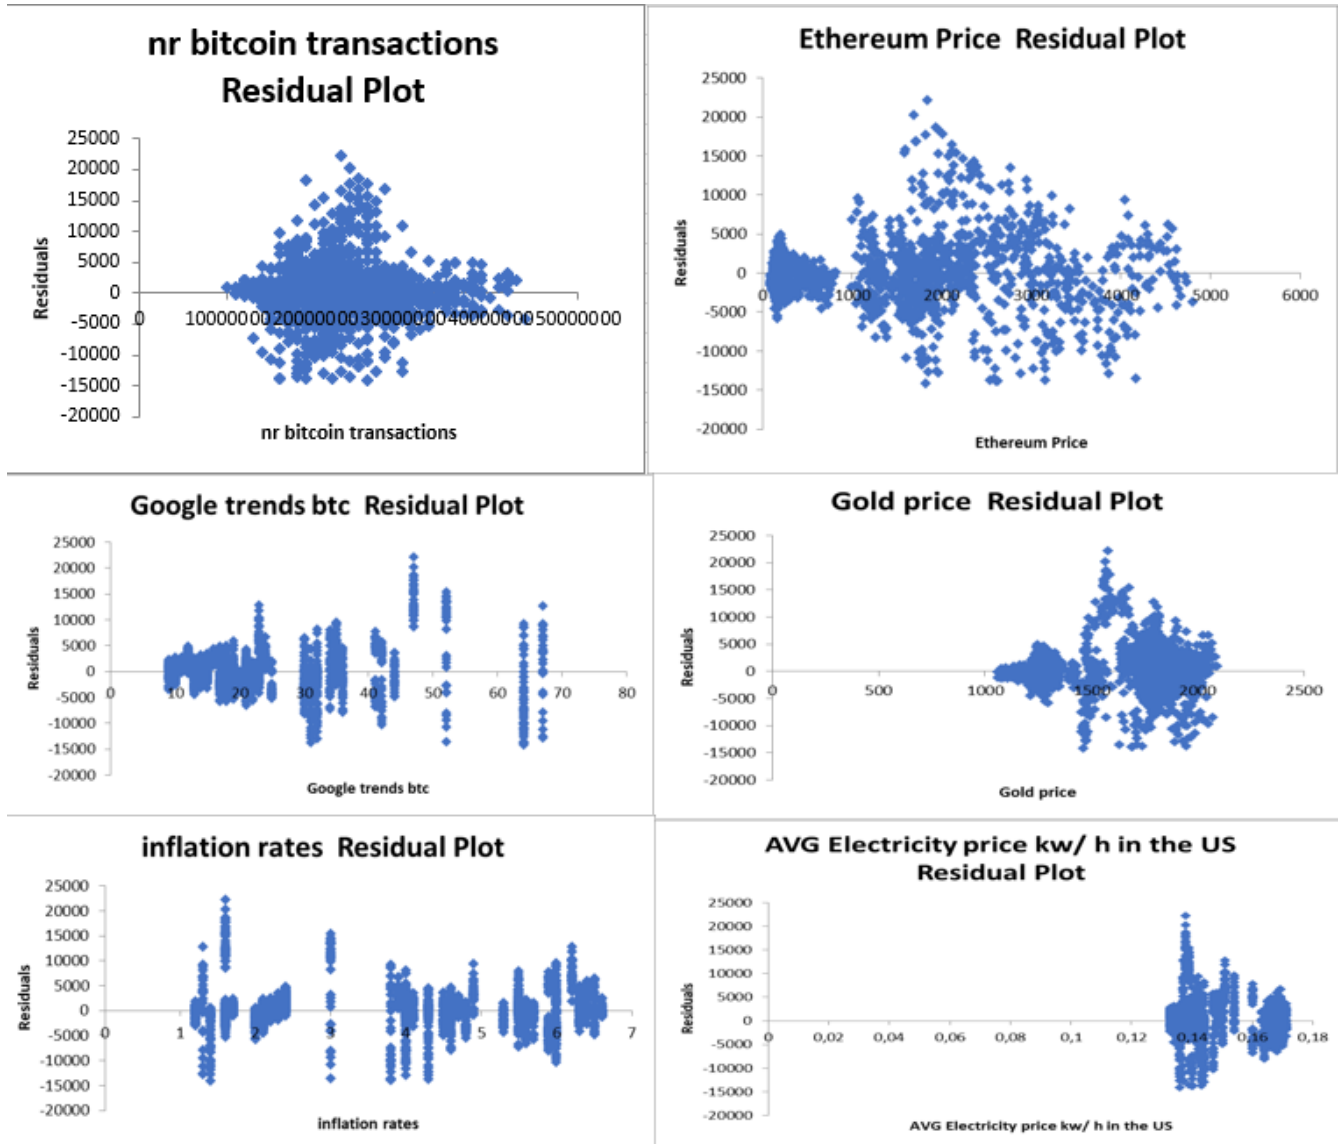 nr bitcoin transactions
Residual Plot
25000
20000
15000
10000
5000
0
-5000
-10000
-15000
-20000
Residuals
0 10000000 20000000 30000000 40000000 50000000
nr bitcoin transactions
Ethereum Price Residual Plot
25000
20000
15000
10000
5000
0
-5000
-10000
-15000
-20000
Residuals
0 1000 2000 3000 4000 5000 6000
Ethereum Price
Google trends btc Residual Plot
25000
20000
15000
10000
5000
0
-5000
-10000
-15000
-20000
Residuals
0 10 20 30 40 50 60 70 80
Google trends btc
Gold price Residual Plot
25000
20000
15000
10000
5000
0
-5000
-10000
-15000
-20000
Residuals
0 500 1000 1500 2000 2500
Gold price
inflation rates Residual Plot
25000
20000
15000
10000
5000
0
-5000
-10000
-15000
-20000
Residuals
0 1 2 3 4 5 6 7
inflation rates
AVG Electricity price kw/ h in the US
Residual Plot
25000
20000
15000
10000
5000
0
-5000
-10000
-15000
-20000
Residuals
0 0,02 0,04 0,06 0,08 0,1 0,12 0,14 0,16 0,18
AVG Electricity price kw/ h in the US